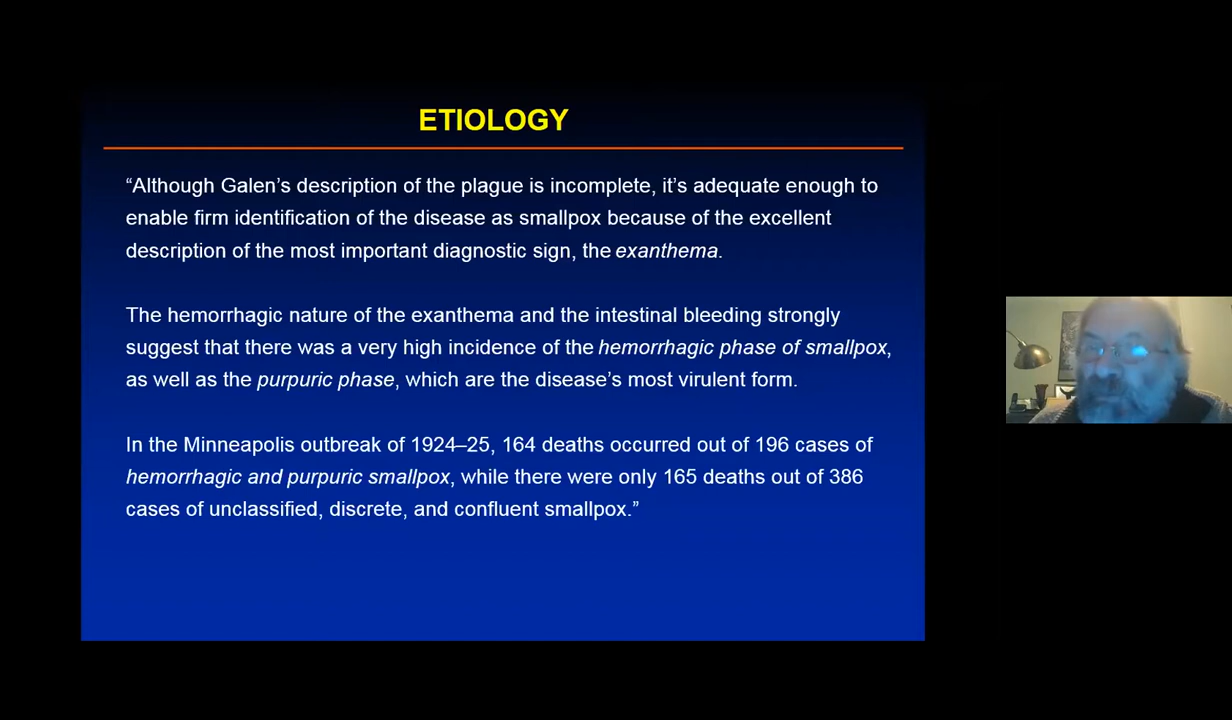 ETIOLOGY
“Although Galen’s description of the plague is incomplete, it’s adequate enough to
enable firm identification of the disease as smallpox because of the excellent
description of the most important diagnostic sign, the exanthema.
The hemorrhagic nature of the exanthema and the intestinal bleeding strongly
suggest that there was a very high incidence of the hemorrhagic phase of smallpox,
as well as the purpuric phase, which are the disease’s most virulent form.
In the Minneapolis outbreak of 1924–25, 164 deaths occurred out of 196 cases of
hemorrhagic and purpuric smallpox, while there were only 165 deaths out of 386
cases of unclassified, discrete, and confluent smallpox.”